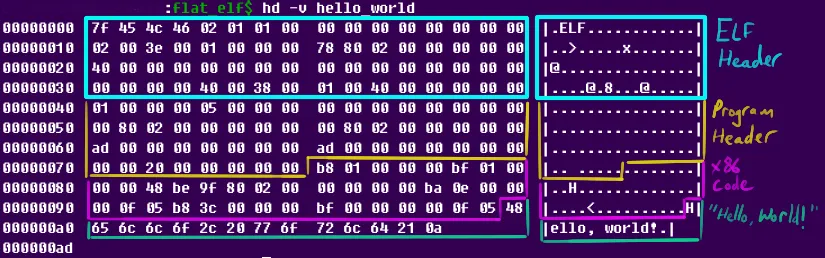 :flat_elf$ hd -v hello_world
00000000 7f 45 4c 46 02 01 01 00 00 00 00 00 00 00 00 00 |.ELF............|
00000010 02 00 3e 00 01 00 00 00 78 80 02 00 00 00 00 00 |..>.....x.......|
00000020 40 00 00 00 00 00 00 00 00 00 00 00 00 00 00 00 |@...............|
00000030 00 00 00 00 40 00 38 00 01 00 40 00 00 00 00 00 |....@.8...@.....|
ELF
Header
00000040 01 00 00 00 05 00 00 00 00 00 00 00 00 00 00 00 |................|
00000050 00 80 02 00 00 00 00 00 00 80 02 00 00 00 00 00 |................|
00000060 ad 00 00 00 00 00 00 00 ad 00 00 00 00 00 00 00 |................|
Program
Header
00000070 00 00 20 00 00 00 00 00 b8 01 00 00 00 bf 01 00 |.. .............|
00000080 00 00 48 be 9f 80 02 00 00 00 00 00 ba 0e 00 00 |..H.............|
x86
Code
00000090 00 0f 05 b8 3c 00 00 00 bf 00 00 00 00 0f 05 48 |....<..........H|
000000a0 65 6c 6c 6f 2c 20 77 6f 72 6c 64 21 0a |ello, world!.|
"Hello, World!"
000000ad